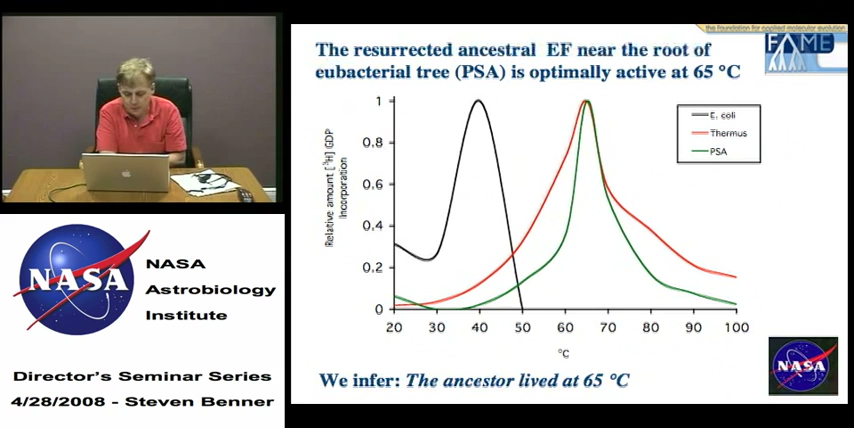 the foundation for applied molecular evolution
FAME
The resurrected ancestral EF near the root of
eubacterial tree (PSA) is optimally active at 65 °C
Relative amount [³H] GDP
Incorporation
1
0.8
0.6
0.4
0.2
0
20
30
40
50
60
70
80
90
100
°C
E. coli
Thermus
PSA
We infer: The ancestor lived at 65 °C
NASA
NASA
NASA
Astrobiology
Institute
Director's Seminar Series
4/28/2008 - Steven Benner